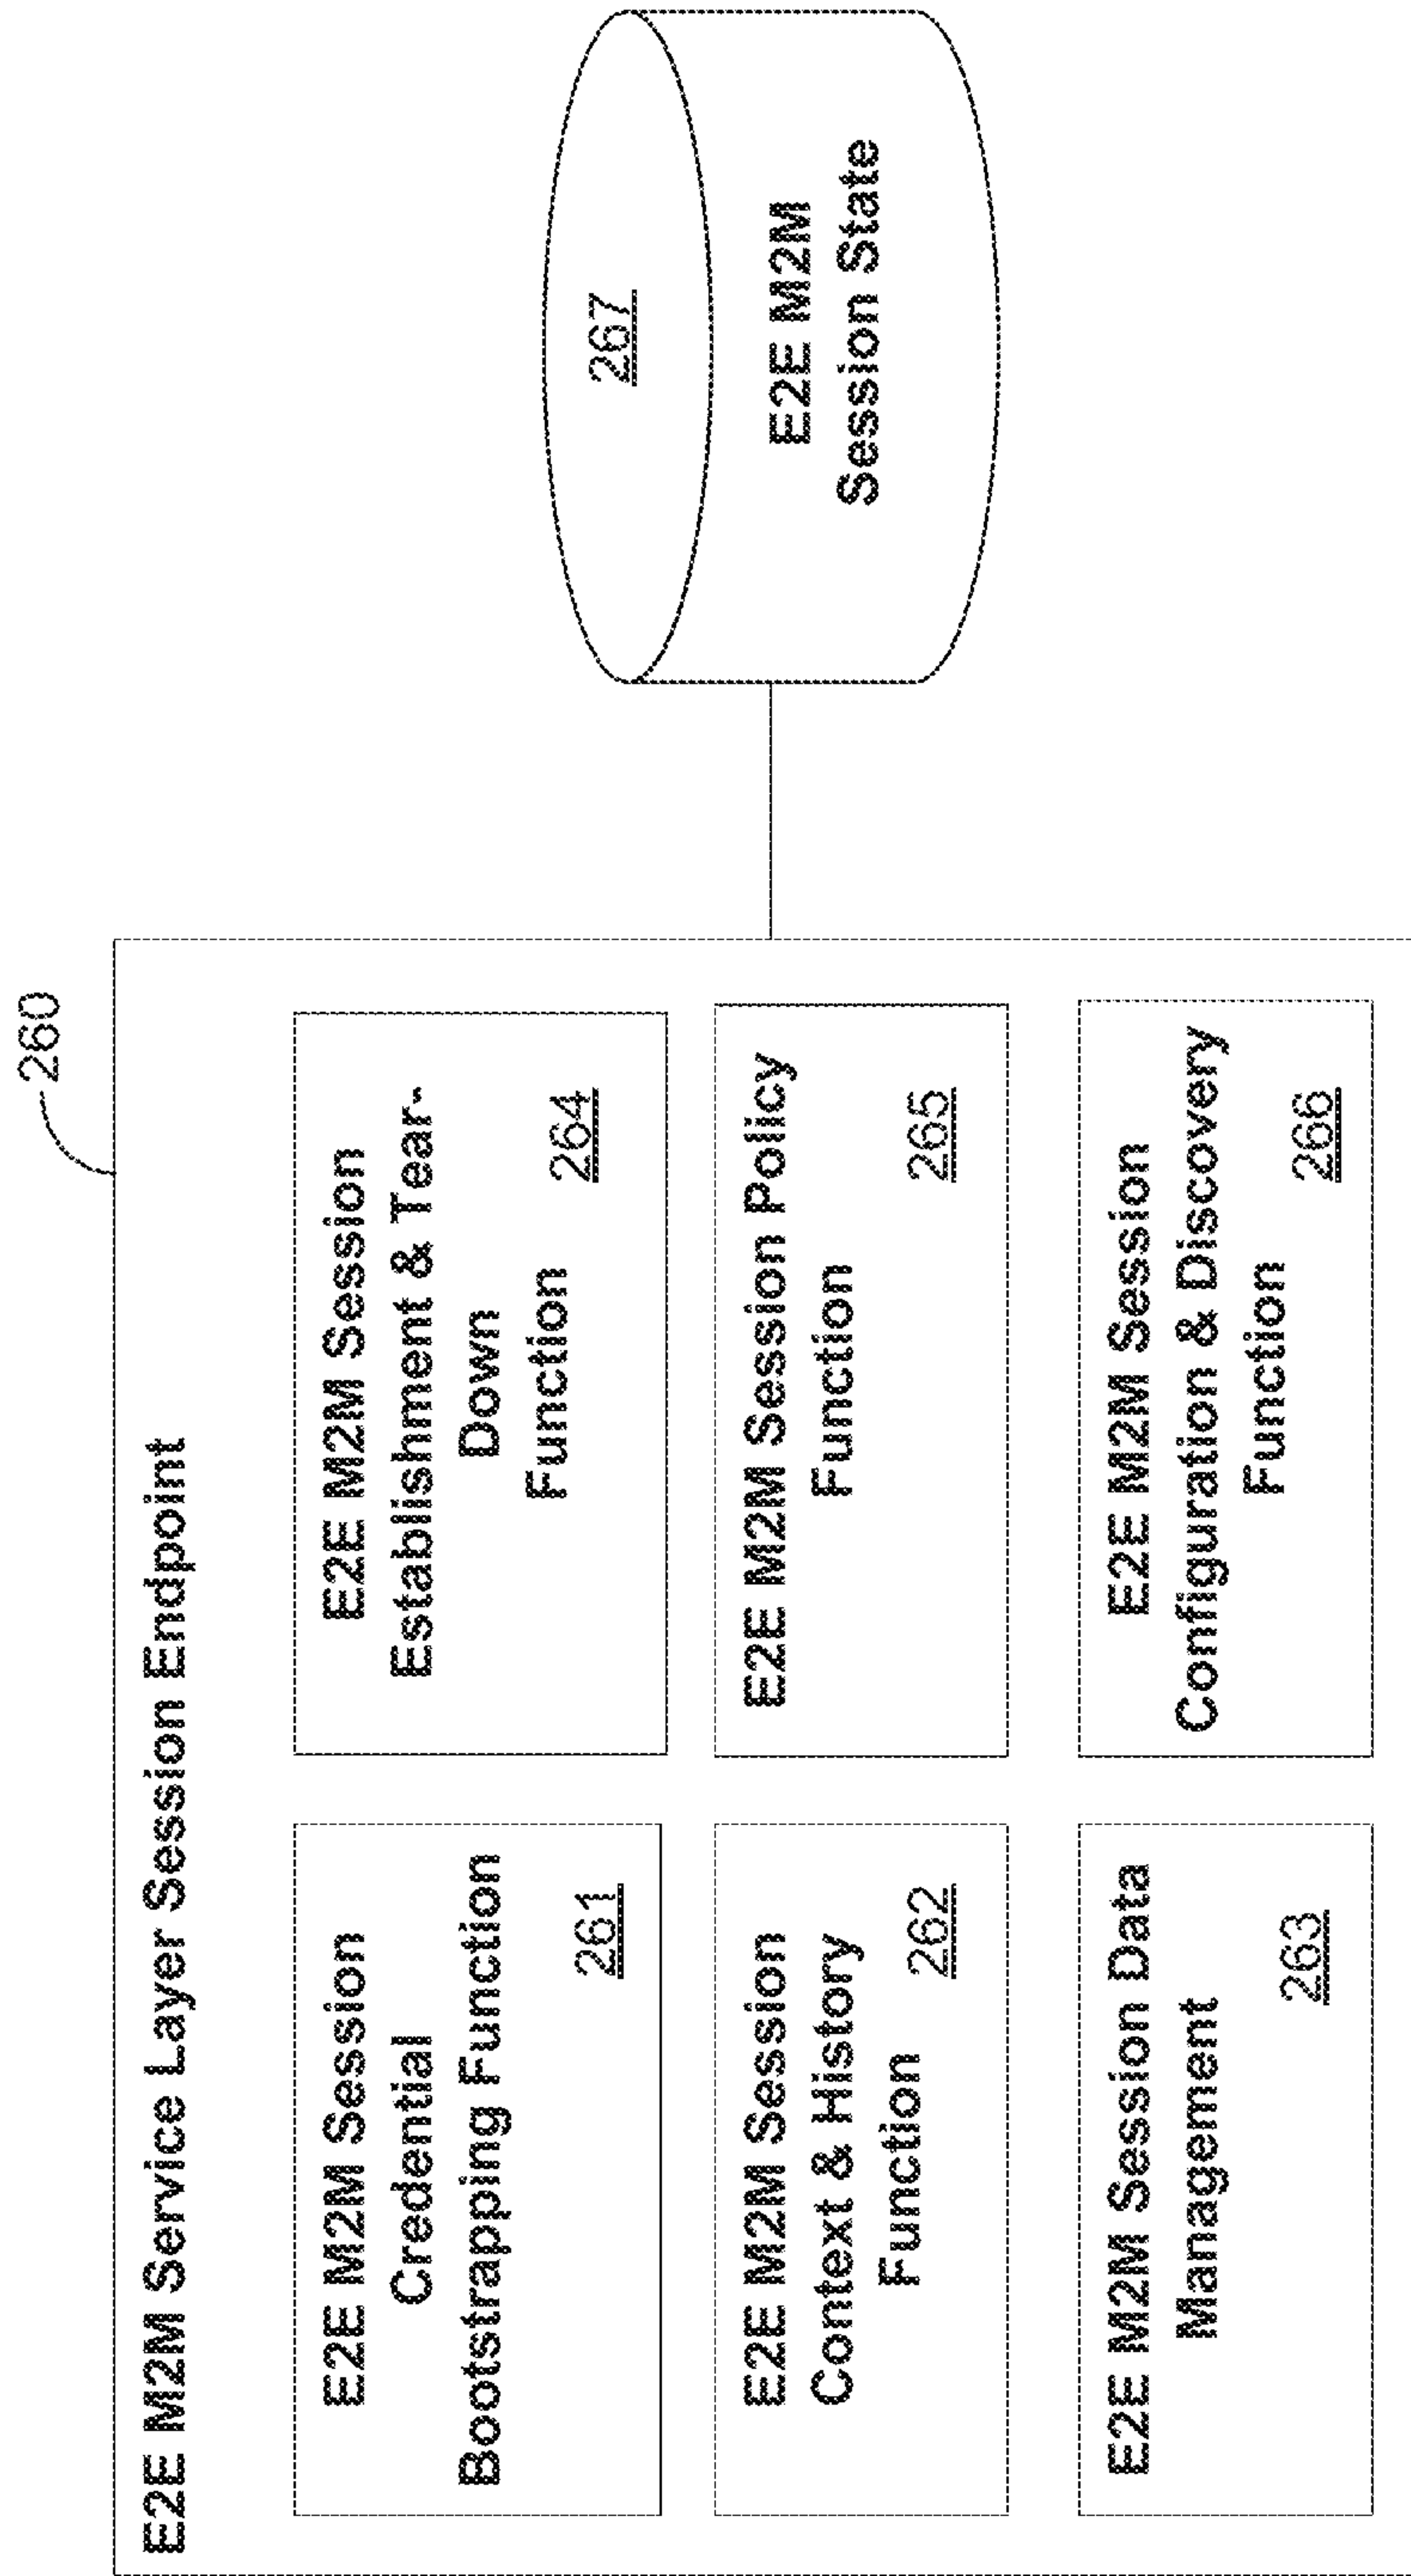 260
E2E M2M Service Layer Session Endpoint
E2E M2M Session
Credential
Bootstrapping Function
261
E2E M2M Session
Establishment & Tear-
Down
Function
264
E2E M2M Session
Context & History
Function
262
E2E M2M Session Policy
Function
265
E2E M2M Session Data
Management
263
E2E M2M Session
Configuration & Discovery
Function
266
267
E2E M2M
Session State